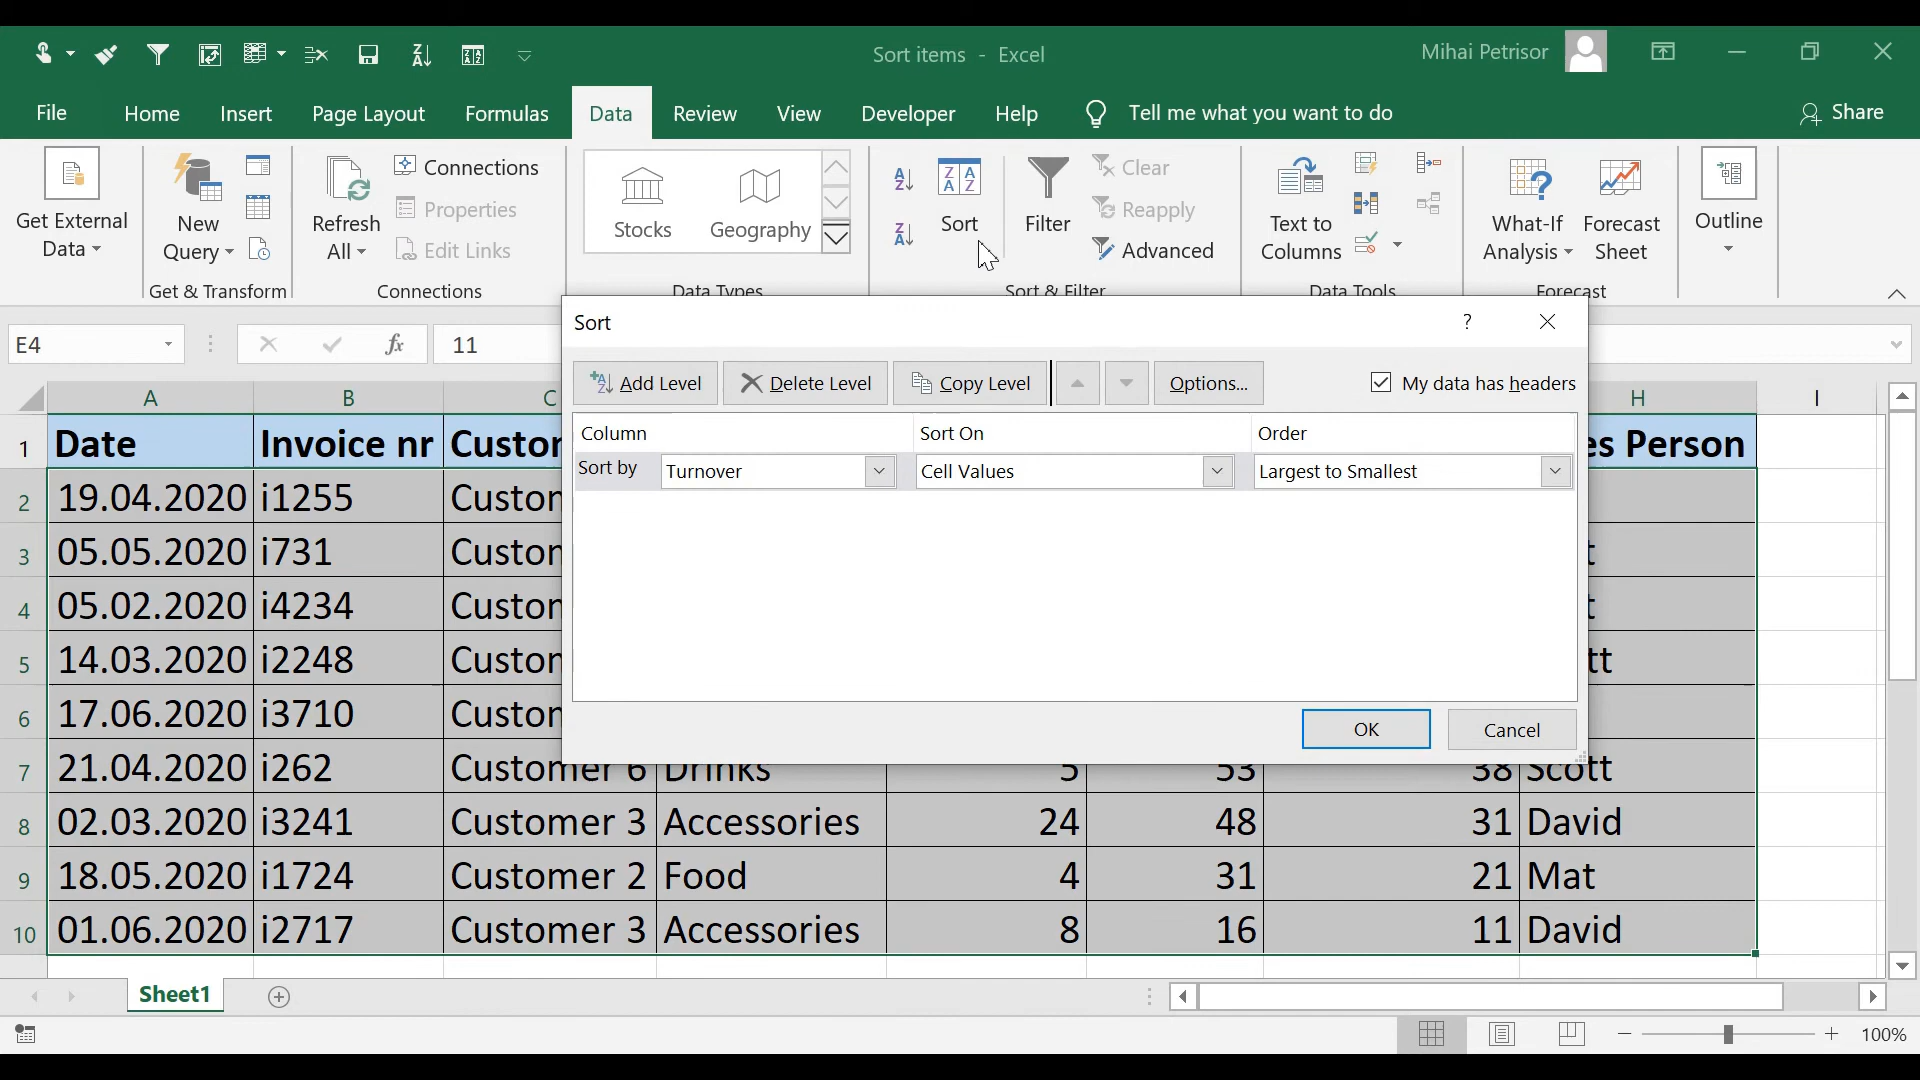 Sort items - Excel
Mihai Petrisor
File Home Insert Page Layout Formulas Data Review View Developer Help Tell me what you want to do Share
Get External Data
New Query
Get & Transform
Refresh All
Connections
Properties
Edit Links
Connections
Stocks
Geography
Data Types
Sort
Filter
Clear
Reapply
Advanced
Sort & Filter
Text to Columns
Data Tools
What-If Analysis
Forecast Sheet
Forecast
Outline
E4
fx
11
Sort
?
Add Level Delete Level Copy Level Options... My data has headers
Column Sort On Order
Sort by Turnover Cell Values Largest to Smallest
OK Cancel
A B C H I
1 Date Invoice nr
2 19.04.2020 i1255
3 05.05.2020 i731
4 05.02.2020 i4234
5 14.03.2020 i2248
6 17.06.2020 i3710
7 21.04.2020 i262 Customer 6 Drinks 5 53 38 Scott
8 02.03.2020 i3241 Customer 3 Accessories 24 48 31 David
9 18.05.2020 i1724 Customer 2 Food 4 31 21 Mat
10 01.06.2020 i2717 Customer 3 Accessories 8 16 11 David
Sheet1
100%